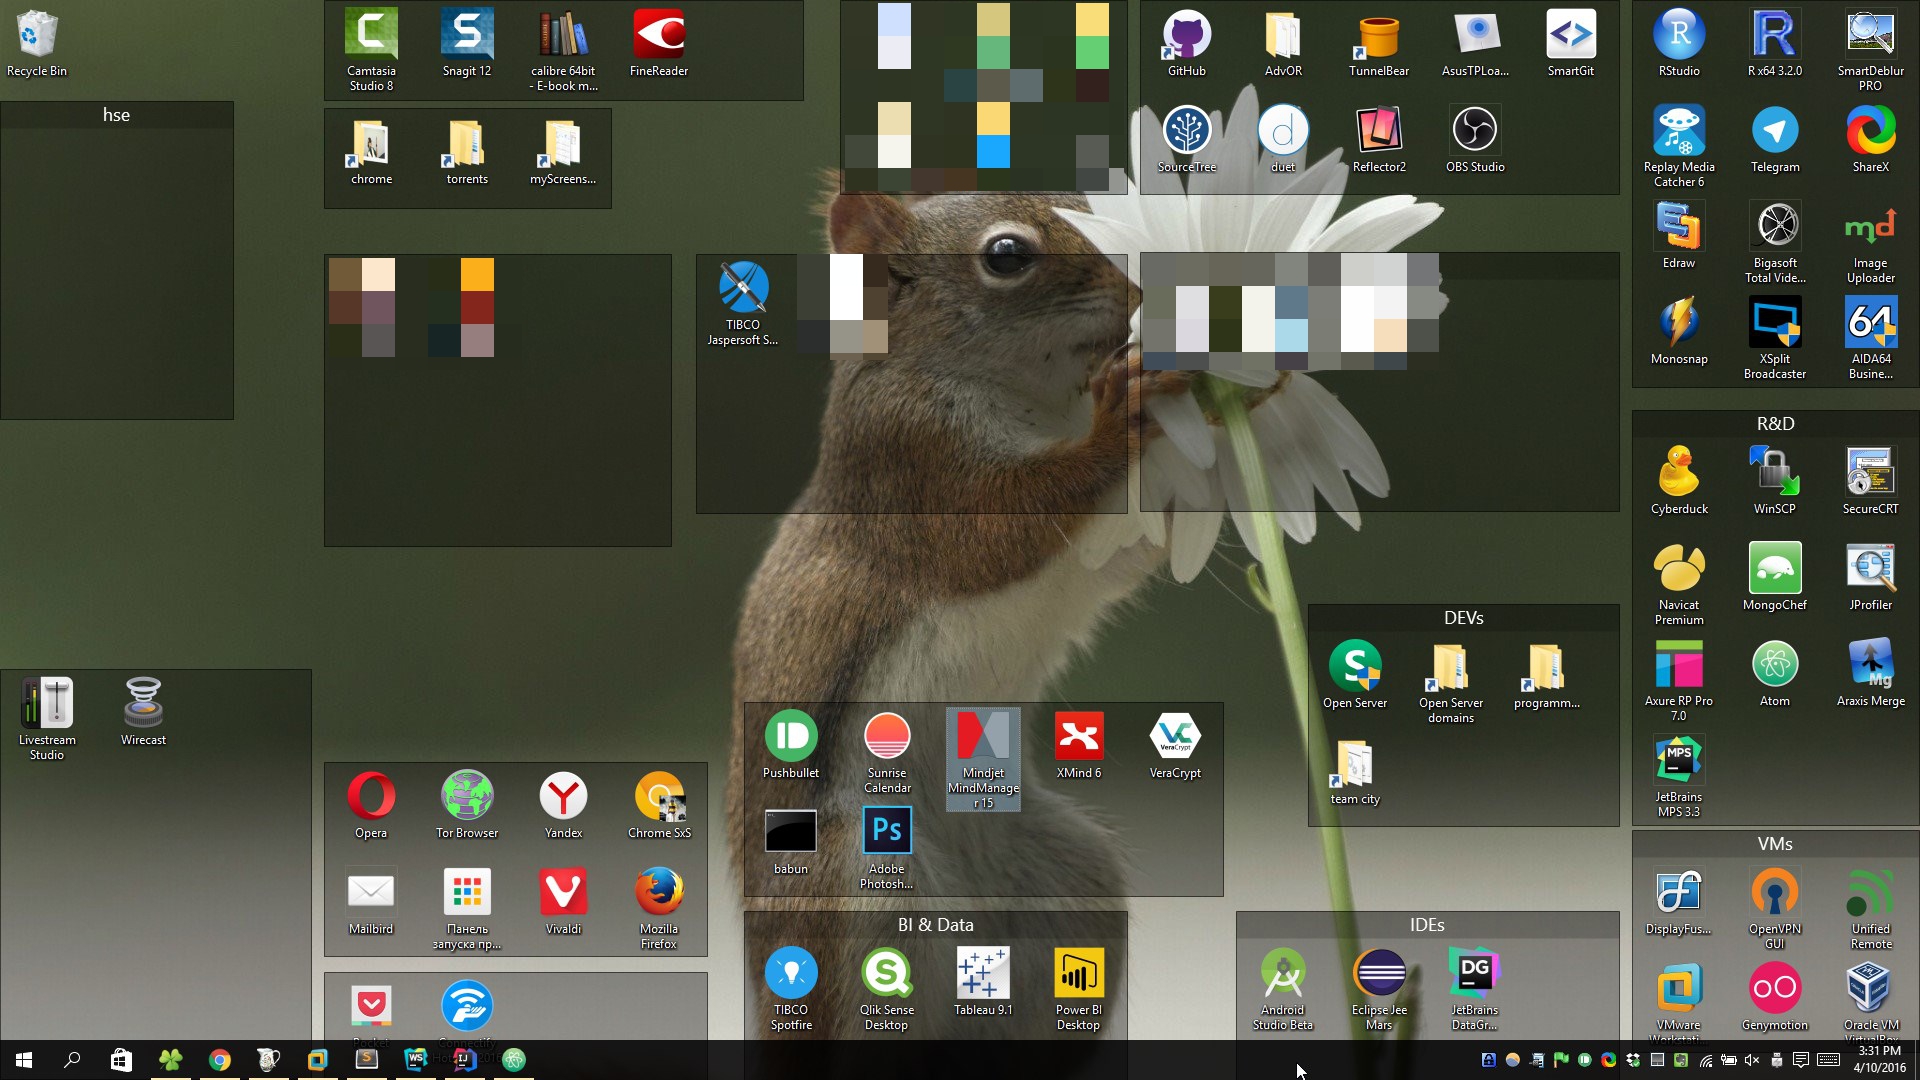 Recycle Bin
hse
Camtasia
Studio 8
Snagit 12
calibre 64bit
- E-book m...
FineReader
chrome
torrents
myScreens...
GitHub
AdvOR
TunnelBear
AsusTPLoa...
SmartGit
SourceTree
duet
Reflector2
OBS Studio
RStudio
R x64 3.2.0
SmartDeblur
PRO
Replay Media
Catcher 6
Telegram
ShareX
Edraw
Bigasoft
Total Vide...
Image
Uploader
Monosnap
XSplit
Broadcaster
AIDA64
Busine...
TIBCO
Jaspersoft S...
R&D
Cyberduck
WinSCP
SecureCRT
Navicat
Premium
MongoChef
JProfiler
Axure RP Pro
7.0
Atom
Araxis Merge
JetBrains
MPS 3.3
DEVs
Open Server
Open Server
domains
programm...
team city
Livestream
Studio
Wirecast
Opera
Tor Browser
Yandex
Chrome SxS
Mailbird
Панель
запуска пр...
Vivaldi
Mozilla
Firefox
Pocket
Pushbullet
Sunrise
Calendar
Mindjet
MindManage
r 15
XMind 6
VeraCrypt
babun
Adobe
Photosh...
BI & Data
TIBCO
Spotfire
Qlik Sense
Desktop
Tableau 9.1
Power BI
Desktop
IDEs
Android
Studio Beta
Eclipse Jee
Mars
JetBrains
DataGr...
VMs
DisplayFus...
OpenVPN
GUI
Unified
Remote
VMware
Workstati...
Genymotion
Oracle VM
VirtualBox
3:31 PM
4/10/2016